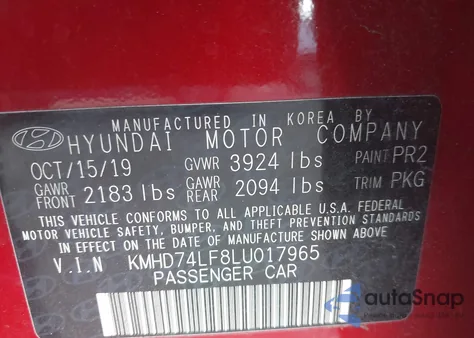 MANUFACTURED IN KOREA BY
HYUNDAI MOTOR COMPANY
OCT/15/19 GVWR 3924 lbs PAINT PR2
GAWR FRONT 2183 lbs GAWR REAR 2094 lbs TRIM PKG
THIS VEHICLE CONFORMS TO ALL APPLICABLE U.S.A. FEDERAL
MOTOR VEHICLE SAFETY, BUMPER, AND THEFT PREVENTION STANDARDS
IN EFFECT ON THE DATE OF MANUFACTURE SHOWN ABOVE.
V.I.N KMHD74LF8LU017965
PASSENGER CAR
autoSnap